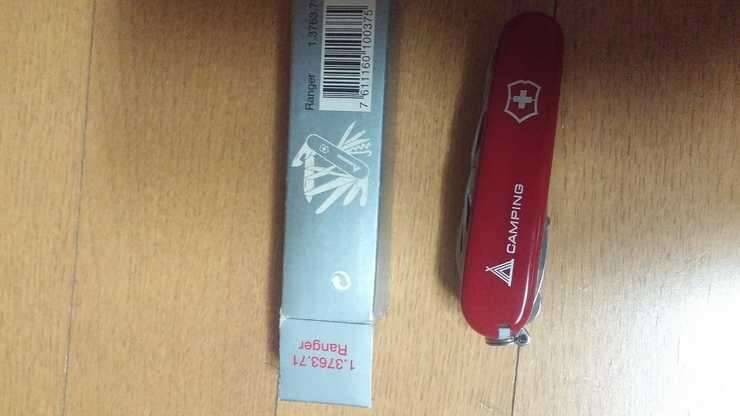 Ranger 1.3763.71
7 611160 100375
CAMPING
Ranger
1.3763.71